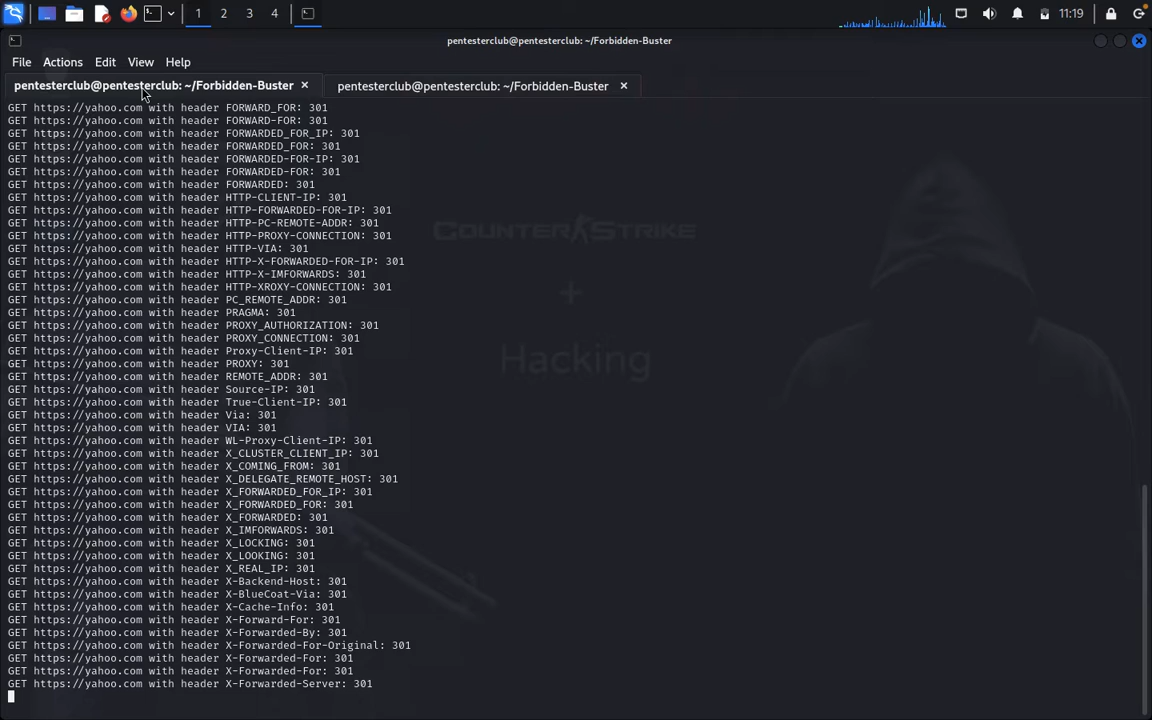 1 2 3 4 11:19
pentesterclub@pentesterclub: ~/Forbidden-Buster
File Actions Edit View Help
pentesterclub@pentesterclub: ~/Forbidden-Buster pentesterclub@pentesterclub: ~/Forbidden-Buster
GET https://yahoo.com with header FORWARD_FOR: 301
GET https://yahoo.com with header FORWARD-FOR: 301
GET https://yahoo.com with header FORWARDED_FOR_IP: 301
GET https://yahoo.com with header FORWARDED_FOR: 301
GET https://yahoo.com with header FORWARDED-FOR-IP: 301
GET https://yahoo.com with header FORWARDED-FOR: 301
GET https://yahoo.com with header FORWARDED: 301
GET https://yahoo.com with header HTTP-CLIENT-IP: 301
GET https://yahoo.com with header HTTP-FORWARDED-FOR-IP: 301
GET https://yahoo.com with header HTTP-PC-REMOTE-ADDR: 301
GET https://yahoo.com with header HTTP-PROXY-CONNECTION: 301
GET https://yahoo.com with header HTTP-VIA: 301
GET https://yahoo.com with header HTTP-X-FORWARDED-FOR-IP: 301
GET https://yahoo.com with header HTTP-X-IMFORWARDS: 301
GET https://yahoo.com with header HTTP-XROXY-CONNECTION: 301
GET https://yahoo.com with header PC_REMOTE_ADDR: 301
GET https://yahoo.com with header PRAGMA: 301
GET https://yahoo.com with header PROXY_AUTHORIZATION: 301
GET https://yahoo.com with header PROXY_CONNECTION: 301
GET https://yahoo.com with header Proxy-Client-IP: 301
GET https://yahoo.com with header PROXY: 301
GET https://yahoo.com with header REMOTE_ADDR: 301
GET https://yahoo.com with header Source-IP: 301
GET https://yahoo.com with header True-Client-IP: 301
GET https://yahoo.com with header Via: 301
GET https://yahoo.com with header VIA: 301
GET https://yahoo.com with header WL-Proxy-Client-IP: 301
GET https://yahoo.com with header X_CLUSTER_CLIENT_IP: 301
GET https://yahoo.com with header X_COMING_FROM: 301
GET https://yahoo.com with header X_DELEGATE_REMOTE_HOST: 301
GET https://yahoo.com with header X_FORWARDED_FOR_IP: 301
GET https://yahoo.com with header X_FORWARDED_FOR: 301
GET https://yahoo.com with header X_FORWARDED: 301
GET https://yahoo.com with header X_IMFORWARDS: 301
GET https://yahoo.com with header X_LOCKING: 301
GET https://yahoo.com with header X_LOOKING: 301
GET https://yahoo.com with header X_REAL_IP: 301
GET https://yahoo.com with header X-Backend-Host: 301
GET https://yahoo.com with header X-BlueCoat-Via: 301
GET https://yahoo.com with header X-Cache-Info: 301
GET https://yahoo.com with header X-Forward-For: 301
GET https://yahoo.com with header X-Forwarded-By: 301
GET https://yahoo.com with header X-Forwarded-For-Original: 301
GET https://yahoo.com with header X-Forwarded-For: 301
GET https://yahoo.com with header X-Forwarded-For: 301
GET https://yahoo.com with header X-Forwarded-Server: 301
COUNTER STRIKE
+
Hacking